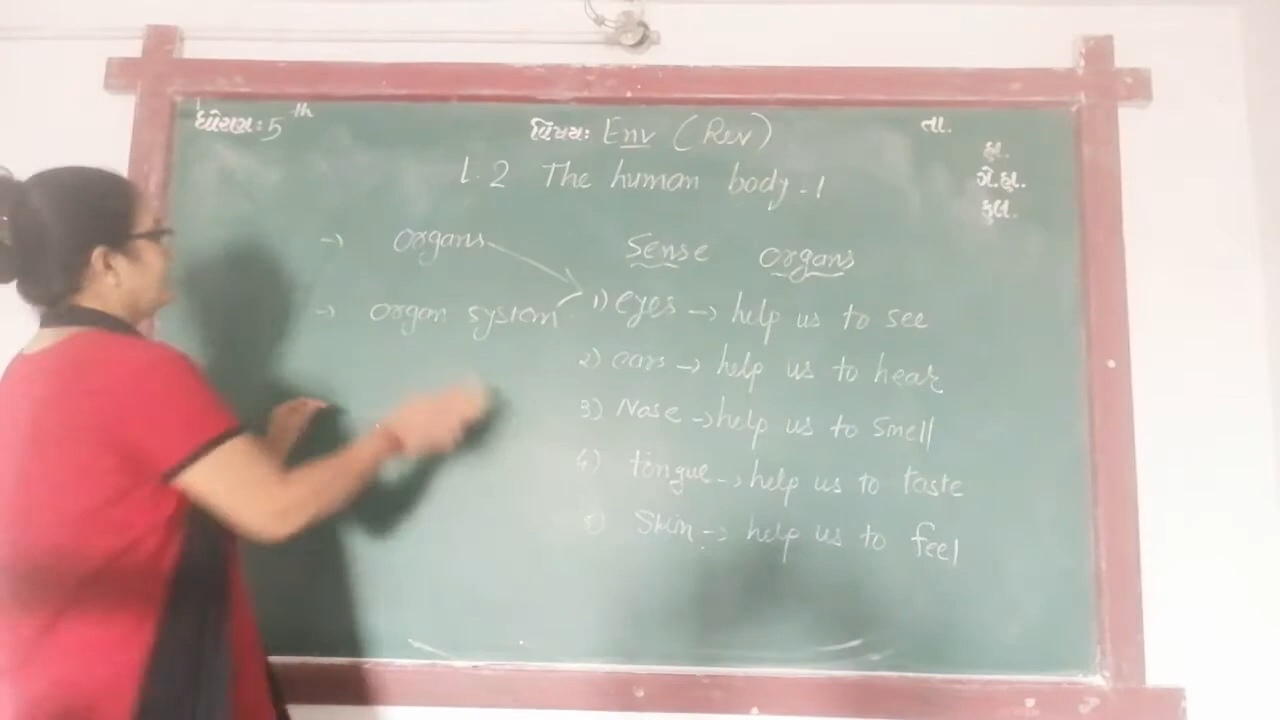 ધોરણ: 5th
વિષય: Env (Rev)
તા.
હા.
ગે.હા.
કુલ.
L.2 The human body-1
→ organs
→ organ system
Sense organs
1) eyes → help us to see
2) ears → help us to hear
3) Nose → help us to Smell
4) tongue → help us to taste
5) Skin → help us to feel